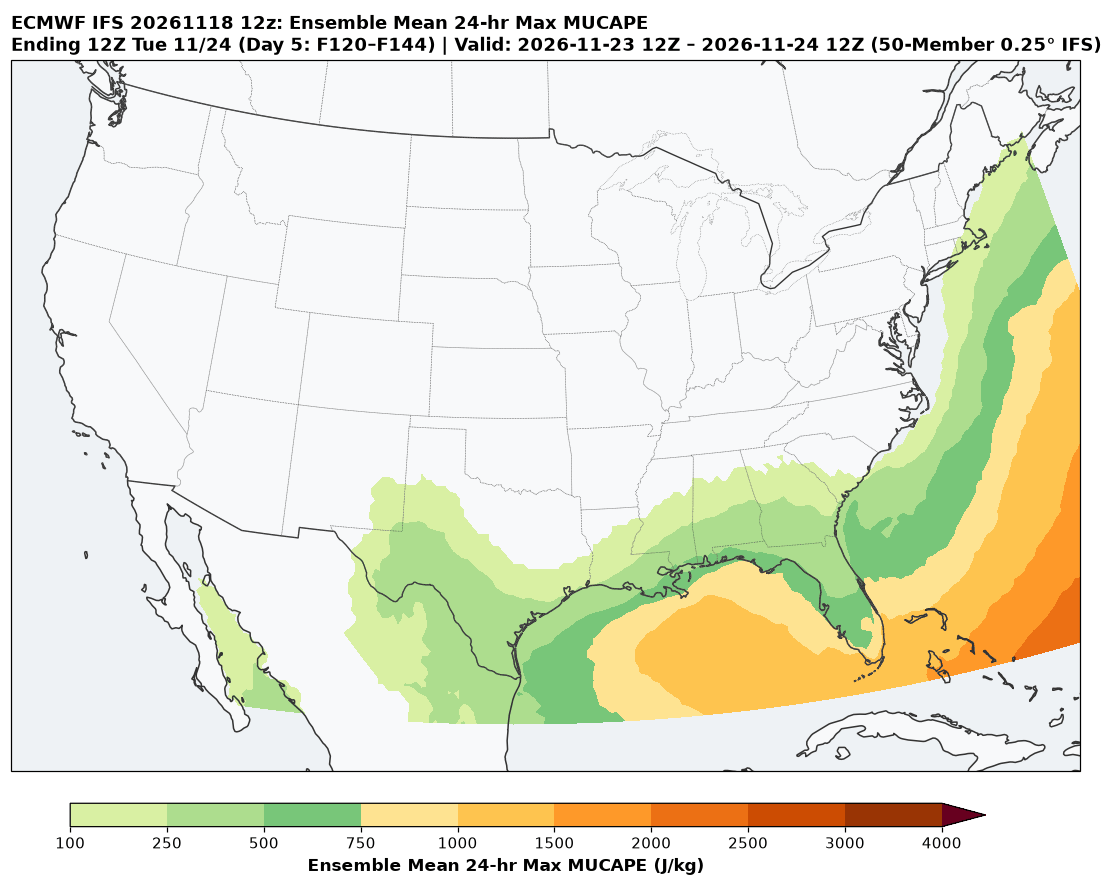 ECMWF IFS 20261118 12z: Ensemble Mean 24-hr Max MUCAPE
Ending 12Z Tue 11/24 (Day 5: F120–F144) | Valid: 2026-11-23 12Z – 2026-11-24 12Z (50-Member 0.25° IFS)
100 250 500 750 1000 1500 2000 2500 3000 4000
Ensemble Mean 24-hr Max MUCAPE (J/kg)